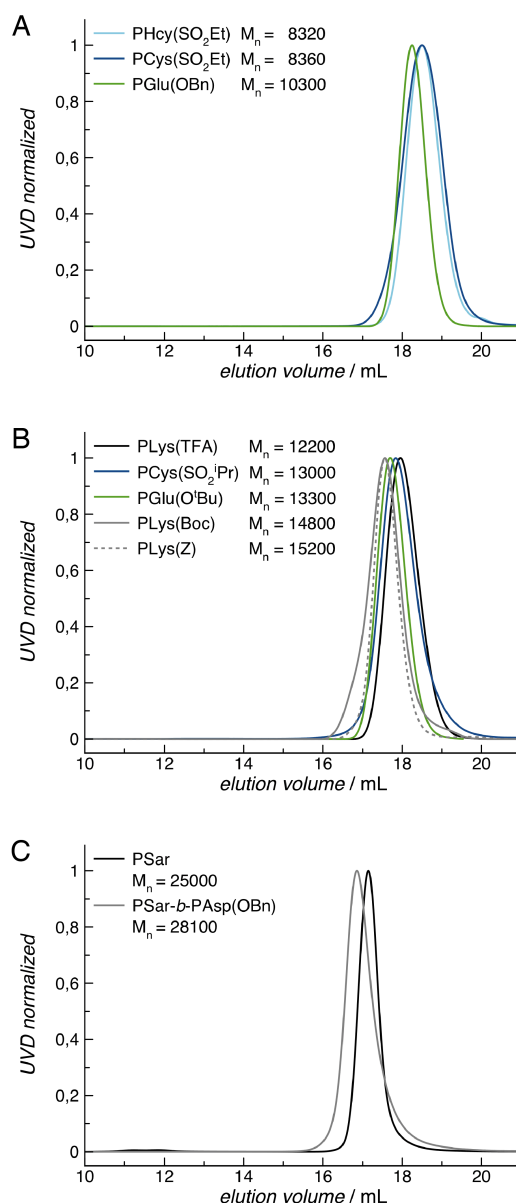 A
PHcy(SO₂Et) Mₙ = 8320
PCys(SO₂Et) Mₙ = 8360
PGlu(OBn) Mₙ = 10300
UVD normalized
1
0,8
0,6
0,4
0,2
0
10 12 14 16 18 20
elution volume / mL
B
PLys(TFA) Mₙ = 12200
PCys(SO₂ⁱPr) Mₙ = 13000
PGlu(OᵗBu) Mₙ = 13300
PLys(Boc) Mₙ = 14800
PLys(Z) Mₙ = 15200
UVD normalized
1
0,8
0,6
0,4
0,2
0
10 12 14 16 18 20
elution volume / mL
C
PSar
Mₙ = 25000
PSar-b-PAsp(OBn)
Mₙ = 28100
UVD normalized
1
0,8
0,6
0,4
0,2
0
10 12 14 16 18 20
elution volume / mL